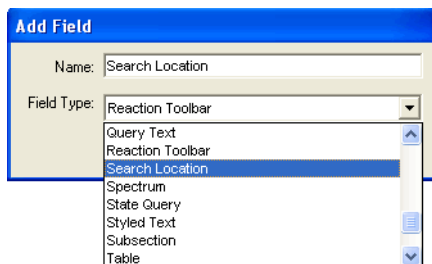 Add Field
Name: Search Location
Field Type: Reaction Toolbar
Query Text
Reaction Toolbar
Search Location
Spectrum
State Query
Styled Text
Subsection
Table